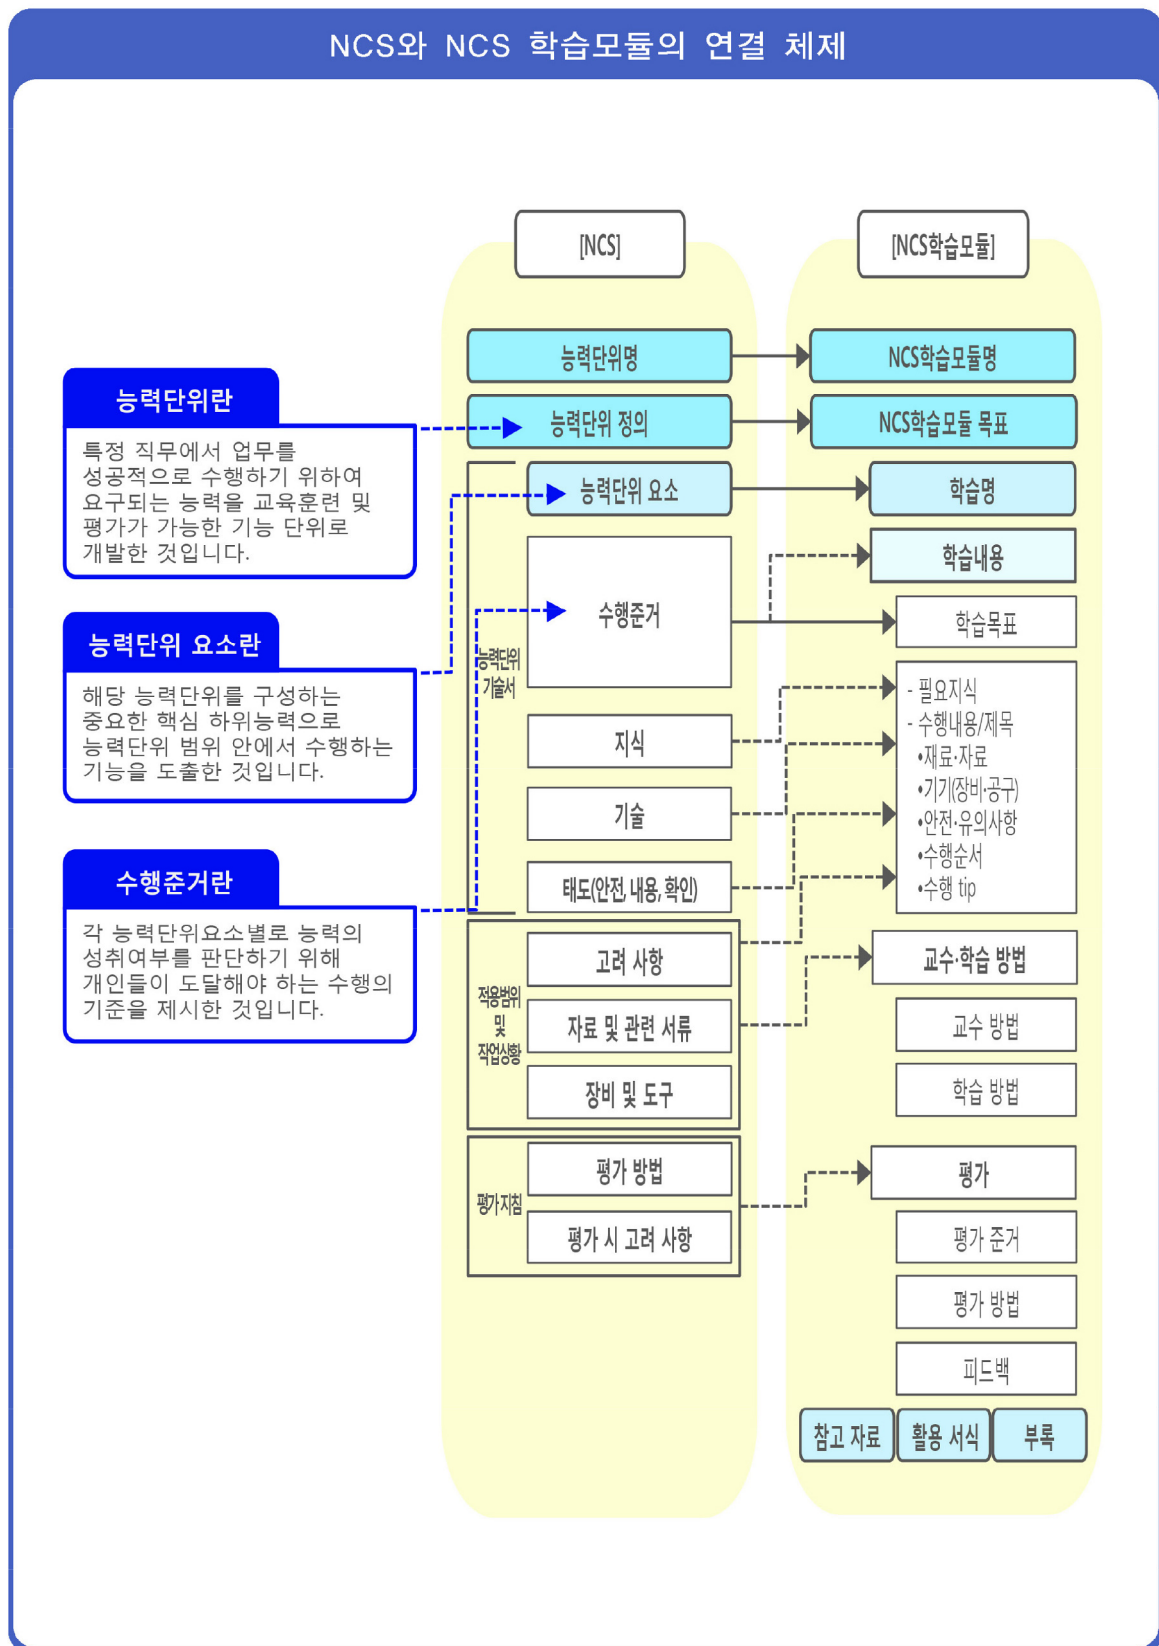 NCS와 NCS 학습모듈의 연결 체제
능력단위란
특정 직무에서 업무를
성공적으로 수행하기 위하여
요구되는 능력을 교육훈련 및
평가가 가능한 기능 단위로
개발한 것입니다.
능력단위 요소란
해당 능력단위를 구성하는
중요한 핵심 하위능력으로
능력단위 범위 안에서 수행하는
기능을 도출한 것입니다.
수행준거란
각 능력단위요소별로 능력의
성취여부를 판단하기 위해
개인들이 도달해야 하는 수행의
기준을 제시한 것입니다.
[NCS]
능력단위명
능력단위 정의
능력단위
기술서
능력단위 요소
수행준거
지식
기술
태도(안전, 내용, 확인)
적용범위
및
작업상황
고려 사항
자료 및 관련 서류
장비 및 도구
평가지침
평가 방법
평가 시 고려 사항
[NCS학습모듈]
NCS학습모듈명
NCS학습모듈 목표
학습명
학습내용
학습목표
- 필요지식
- 수행내용/제목
•재료·자료
•기기(장비·공구)
•안전·유의사항
•수행순서
•수행 tip
교수·학습 방법
교수 방법
학습 방법
평가
평가 준거
평가 방법
피드백
참고 자료
활용 서식
부록